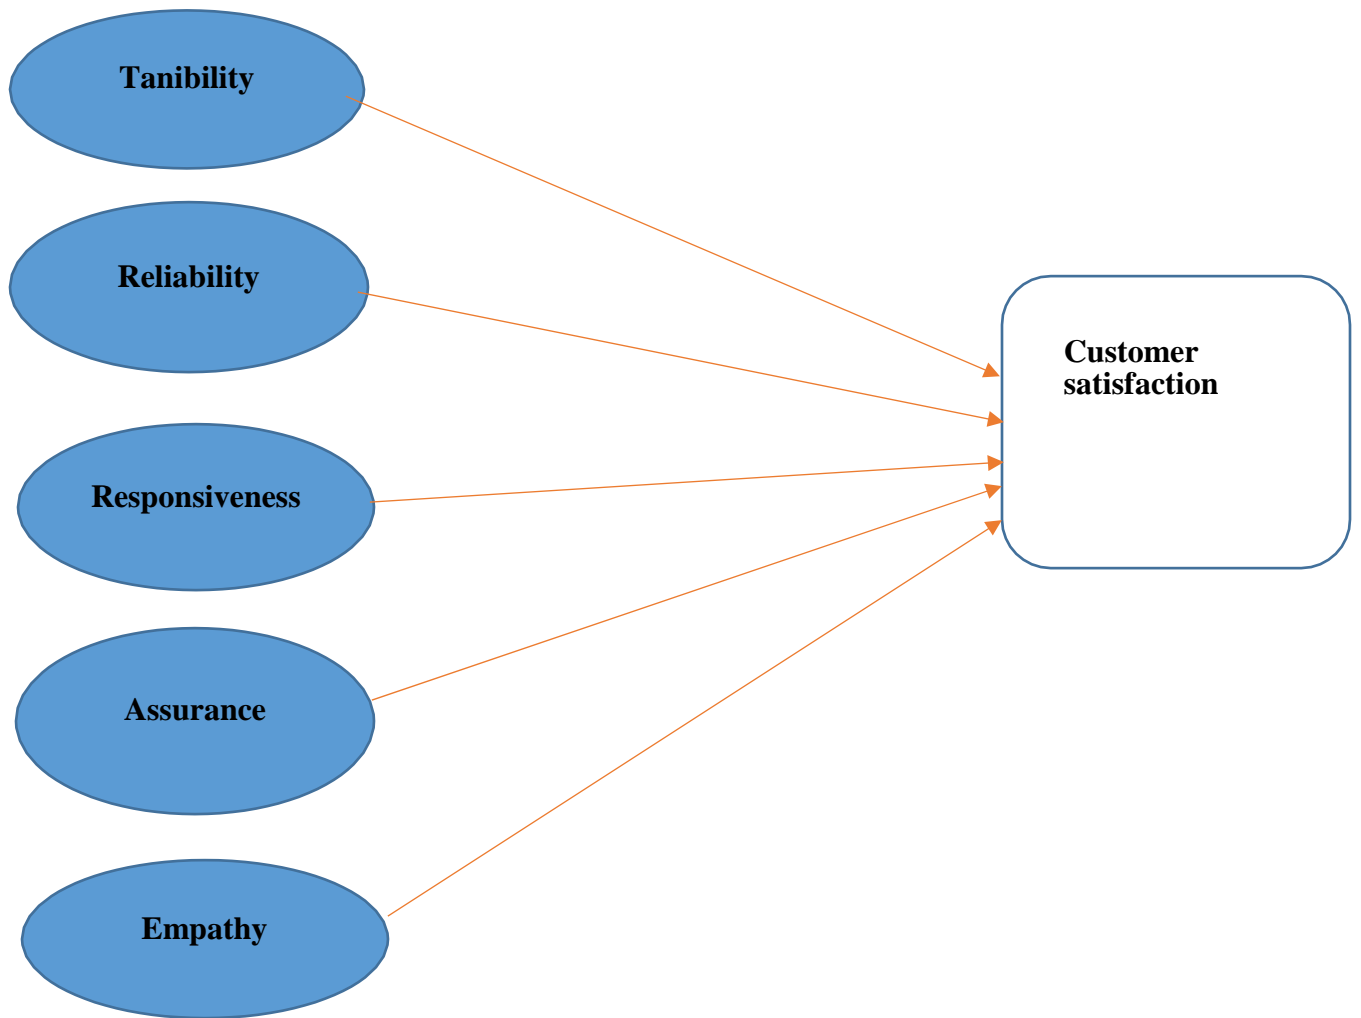 Tanibility
Reliability
Customer
satisfaction
Responsiveness
Assurance
Empathy